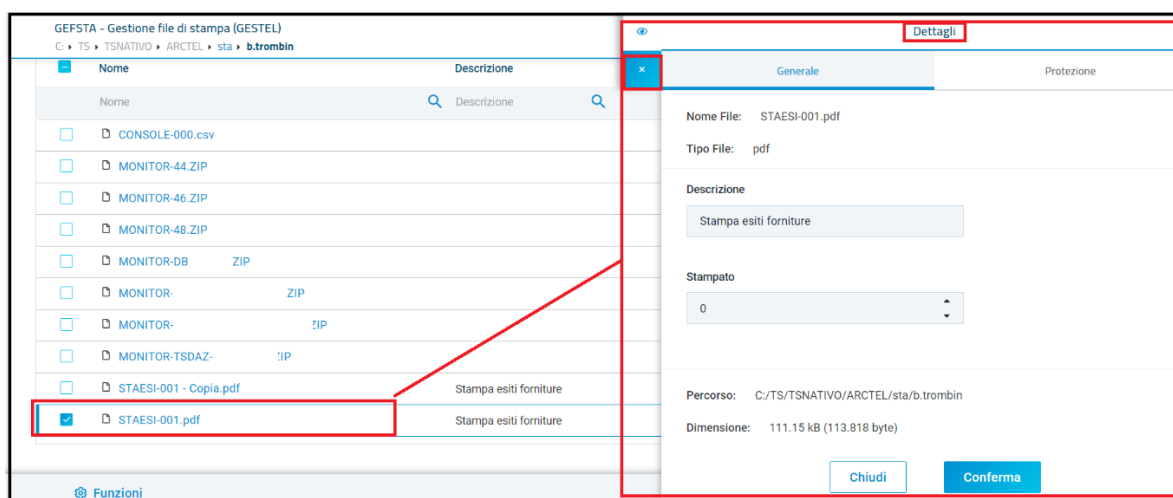 GEFSTA - Gestione file di stampa (GESTEL)
C: ▸ TS ▸ TSNATIVO ▸ ARCTEL ▸ sta ▸ b.trombin
Nome Descrizione
Nome Descrizione
CONSOLE-000.csv
MONITOR-44.ZIP
MONITOR-46.ZIP
MONITOR-48.ZIP
MONITOR-DB ZIP
MONITOR- ZIP
MONITOR- ZIP
MONITOR-TSDAZ- IP
STAESI-001 - Copia.pdf Stampa esiti forniture
STAESI-001.pdf Stampa esiti forniture
Funzioni
Dettagli
Generale Protezione
Nome File: STAESI-001.pdf
Tipo File: pdf
Descrizione
Stampa esiti forniture
Stampato
0
Percorso: C:/TS/TSNATIVO/ARCTEL/sta/b.trombin
Dimensione: 111.15 kB (113.818 byte)
Chiudi Conferma